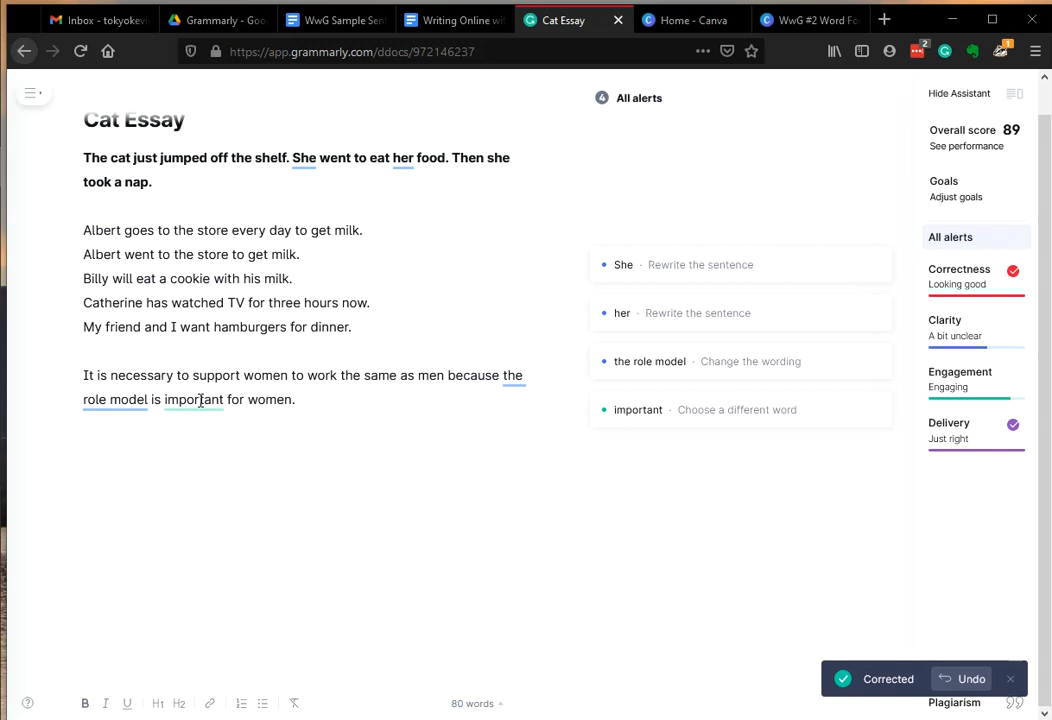 Inbox - tokyokevi
Grammarly - Goo
WwG Sample Sen
Writing Online wi
Cat Essay
Home - Canva
WwG #2 Word Fo
https://app.grammarly.com/ddocs/972146237
2
1
Cat Essay
The cat just jumped off the shelf. She went to eat her food. Then she
took a nap.
Albert goes to the store every day to get milk.
Albert went to the store to get milk.
Billy will eat a cookie with his milk.
Catherine has watched TV for three hours now.
My friend and I want hamburgers for dinner.
It is necessary to support women to work the same as men because the
role model is important for women.
4 All alerts
She · Rewrite the sentence
her · Rewrite the sentence
the role model · Change the wording
important · Choose a different word
Hide Assistant
Overall score 89
See performance
Goals
Adjust goals
All alerts
Correctness
Looking good
Clarity
A bit unclear
Engagement
Engaging
Delivery
Just right
Corrected Undo
Plagiarism
B I U H1 H2
80 words